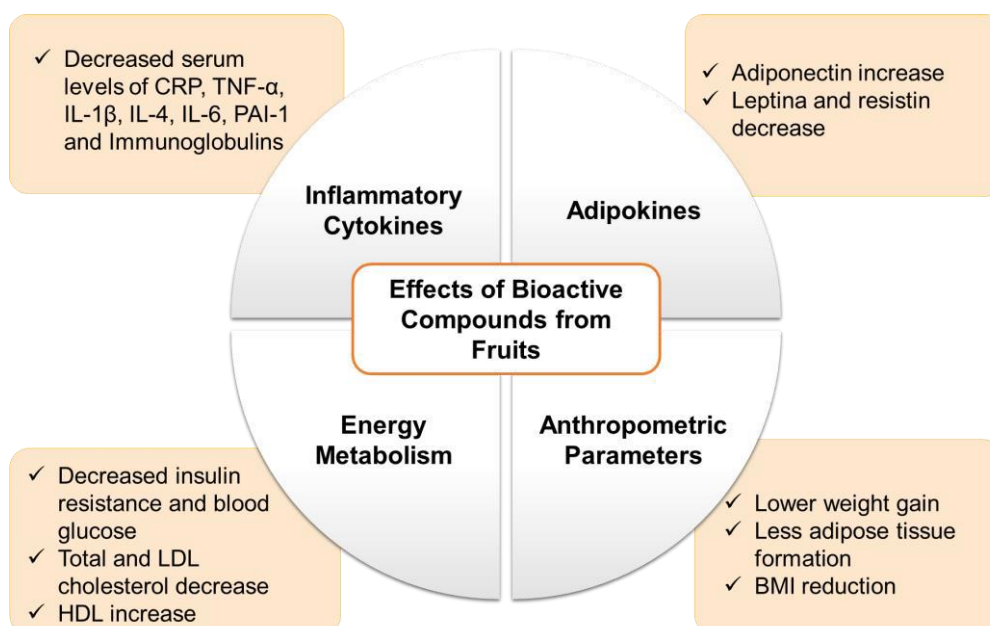 ✓ Decreased serum
levels of CRP, TNF-α,
IL-1β, IL-4, IL-6, PAI-1
and Immunoglobulins
✓ Adiponectin increase
✓ Leptina and resistin
decrease
Inflammatory
Cytokines
Adipokines
Effects of Bioactive
Compounds from
Fruits
Energy
Metabolism
Anthropometric
Parameters
✓ Decreased insulin
resistance and blood
glucose
✓ Total and LDL
cholesterol decrease
✓ HDL increase
✓ Lower weight gain
✓ Less adipose tissue
formation
✓ BMI reduction